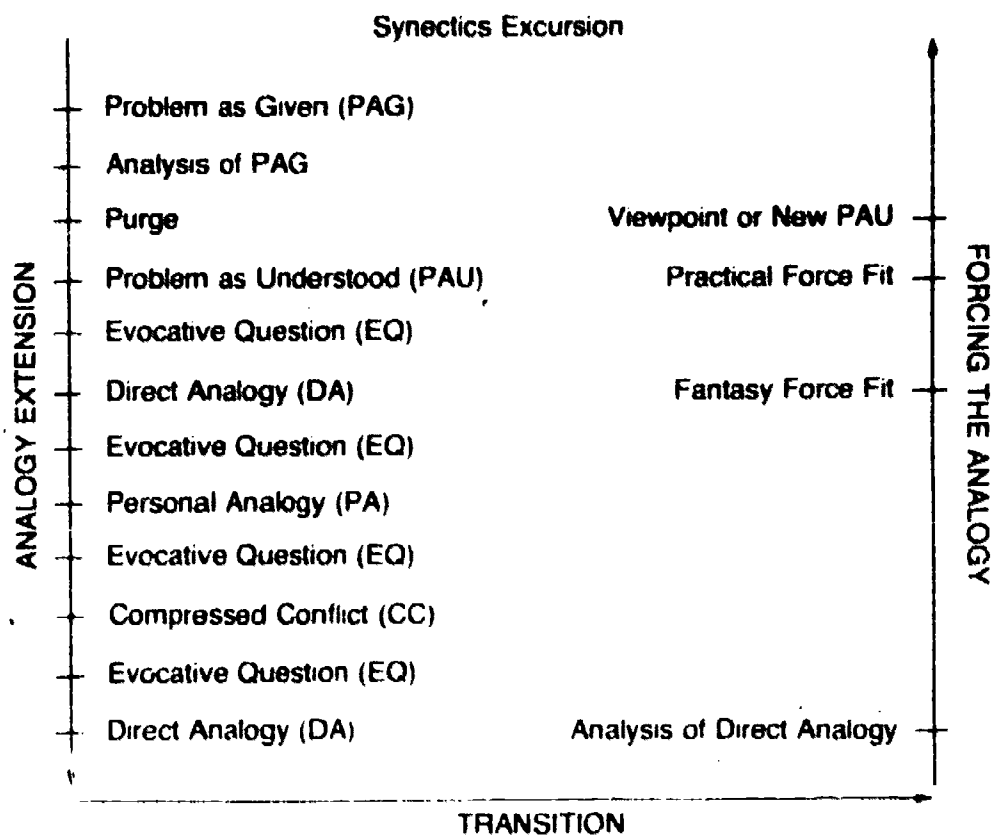 Synectics Excursion
Problem as Given (PAG)
Analysis of PAG
Purge
Problem as Understood (PAU)
Evocative Question (EQ)
Direct Analogy (DA)
Evocative Question (EQ)
Personal Analogy (PA)
Evocative Question (EQ)
Compressed Conflict (CC)
Evocative Question (EQ)
Direct Analogy (DA)
ANALOGY EXTENSION
Viewpoint or New PAU
Practical Force Fit
Fantasy Force Fit
Analysis of Direct Analogy
FORCING THE ANALOGY
TRANSITION